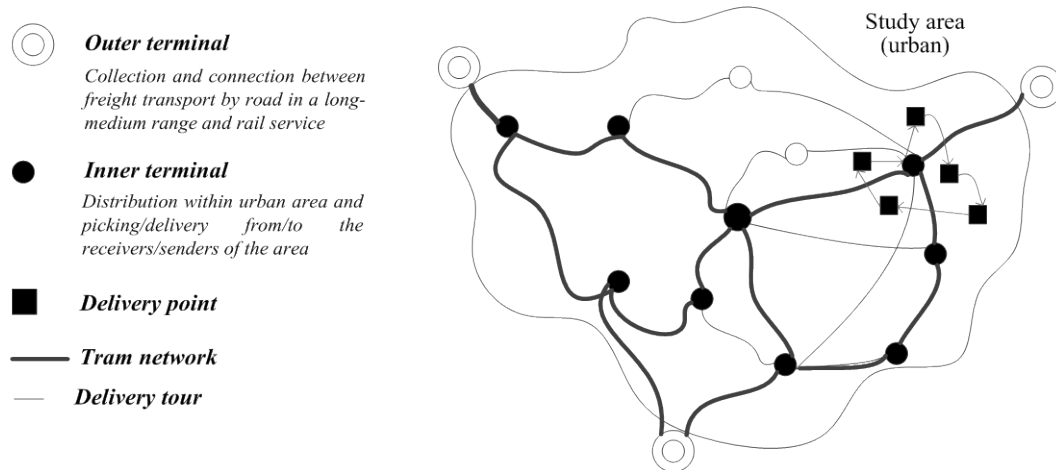 Outer terminal
Collection and connection between
freight transport by road in a long-
medium range and rail service
Inner terminal
Distribution within urban area and
picking/delivery from/to the
receivers/senders of the area
Delivery point
Tram network
Delivery tour
Study area
(urban)